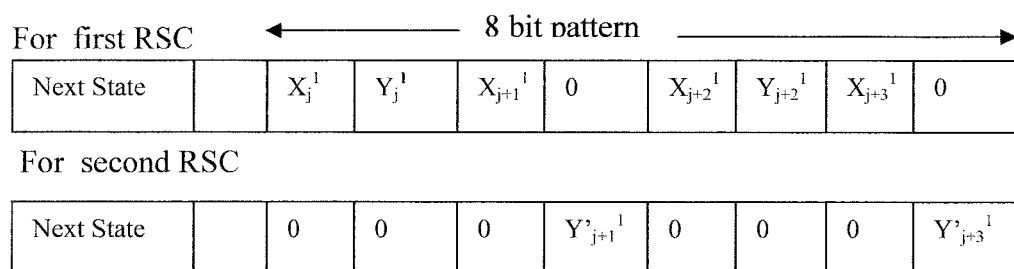 For first RSC 8 bit pattern
Next State X_j^1 Y_j^1 X_{j+1}^1 0 X_{j+2}^1 Y_{j+2}^1 X_{j+3}^1 0
For second RSC
Next State 0 0 0 Y'_{j+1}^1 0 0 0 Y'_{j+3}^1